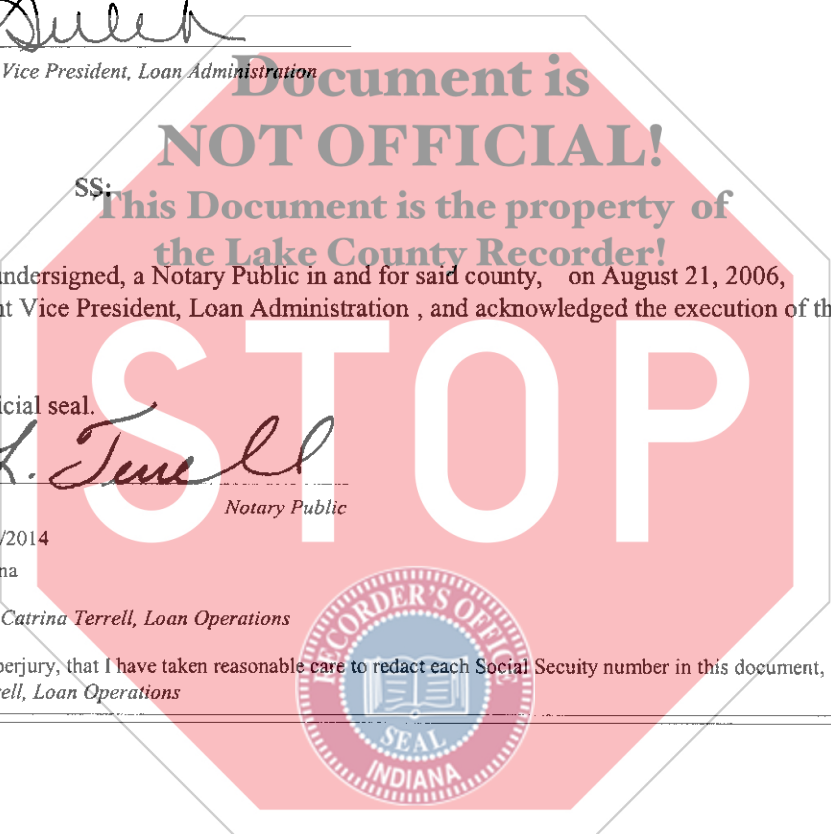 Vice President, Loan Administration
Document is
NOT OFFICIAL!
SS:
This Document is the property of
the Lake County Recorder!
undersigned, a Notary Public in and for said county, on August 21, 2006,
nt Vice President, Loan Administration , and acknowledged the execution of th
STOP
icial seal.
L. Terrell
Notary Public
/2014
na
Catrina Terrell, Loan Operations
perjury, that I have taken reasonable care to redact each Social Secuity number in this document,
rell, Loan Operations
RECORDER'S OFFICE
SEAL
INDIANA